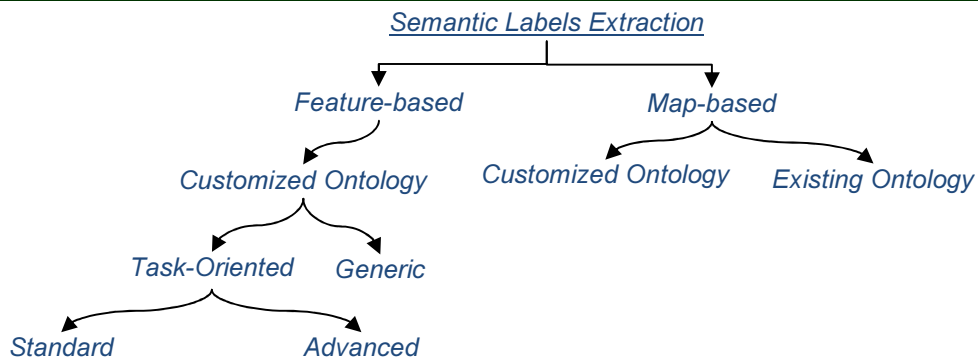 Semantic Labels Extraction
Feature-based
Map-based
Customized Ontology
Customized Ontology
Existing Ontology
Task-Oriented
Generic
Standard
Advanced